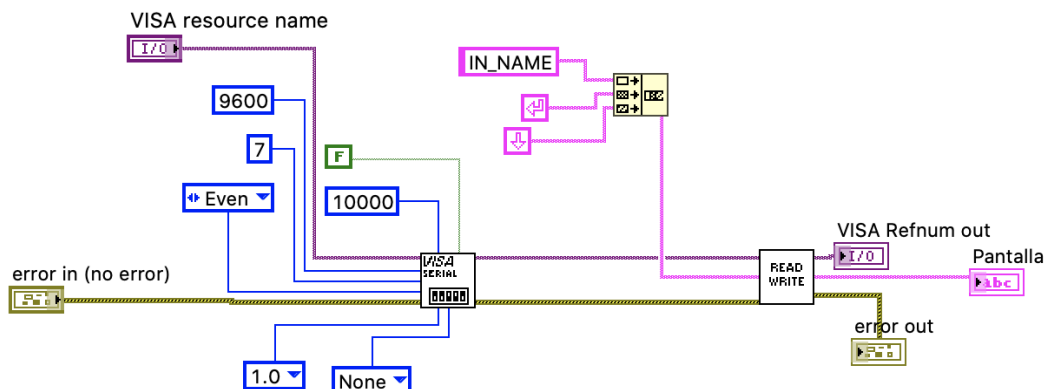 VISA resource name
I/O
IN_NAME
9600
7
F
Even
10000
VISA
SERIAL
READ
WRITE
VISA Refnum out
I/O
Pantalla
abc
error in (no error)
error out
1.0
None